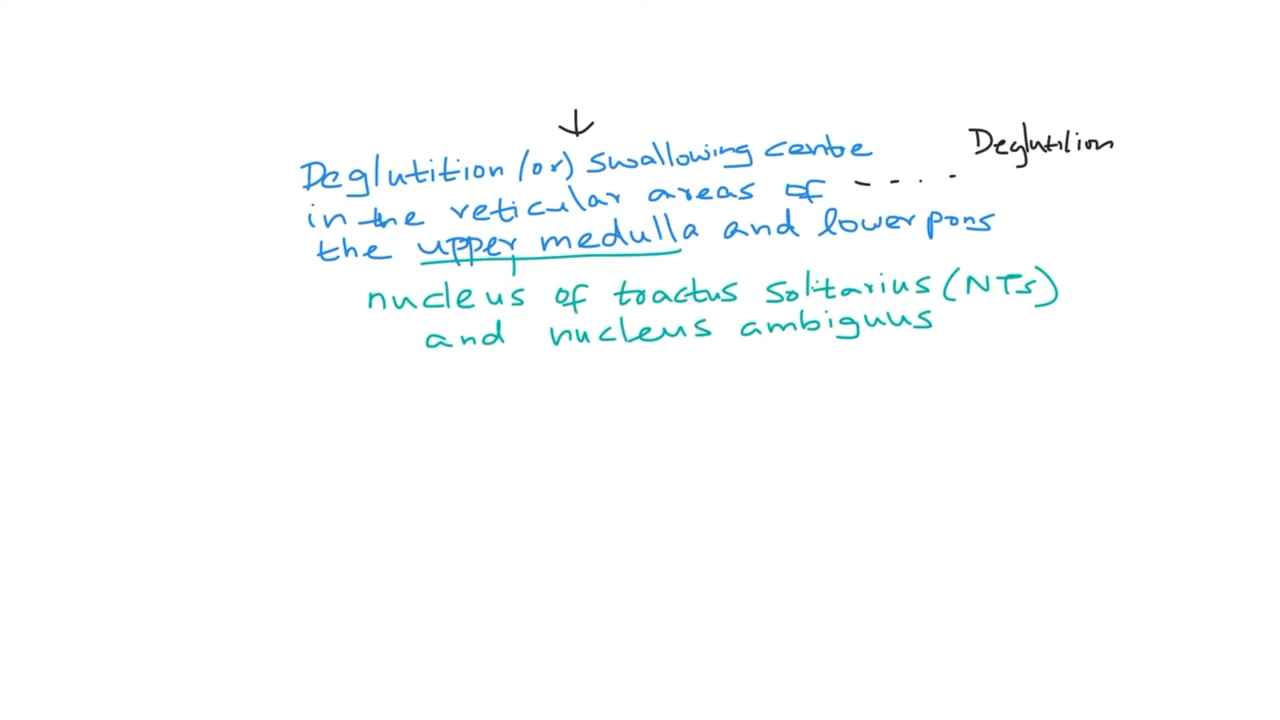 Deglutition
Deglutition (or) swallowing centre
in the reticular areas of
the upper medulla and lower pons
nucleus of tractus solitarius (NTS)
and nucleus ambiguus